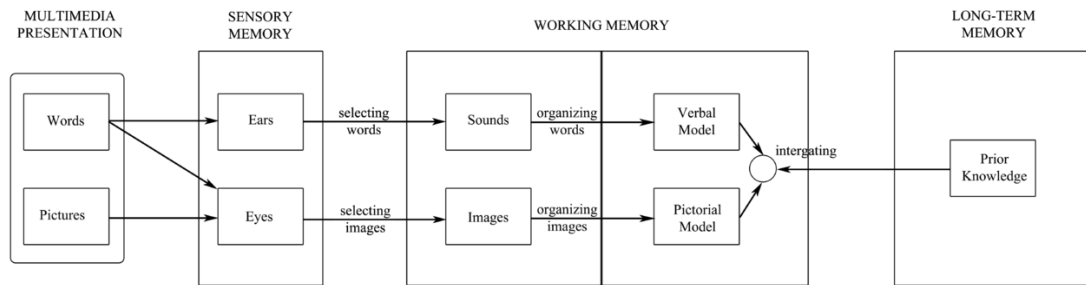 MULTIMEDIA
PRESENTATION
SENSORY
MEMORY
WORKING MEMORY
LONG-TERM
MEMORY
Words
Ears
selecting
words
Sounds
organizing
words
Verbal
Model
intergating
Prior
Knowledge
Pictures
Eyes
selecting
images
Images
organizing
images
Pictorial
Model